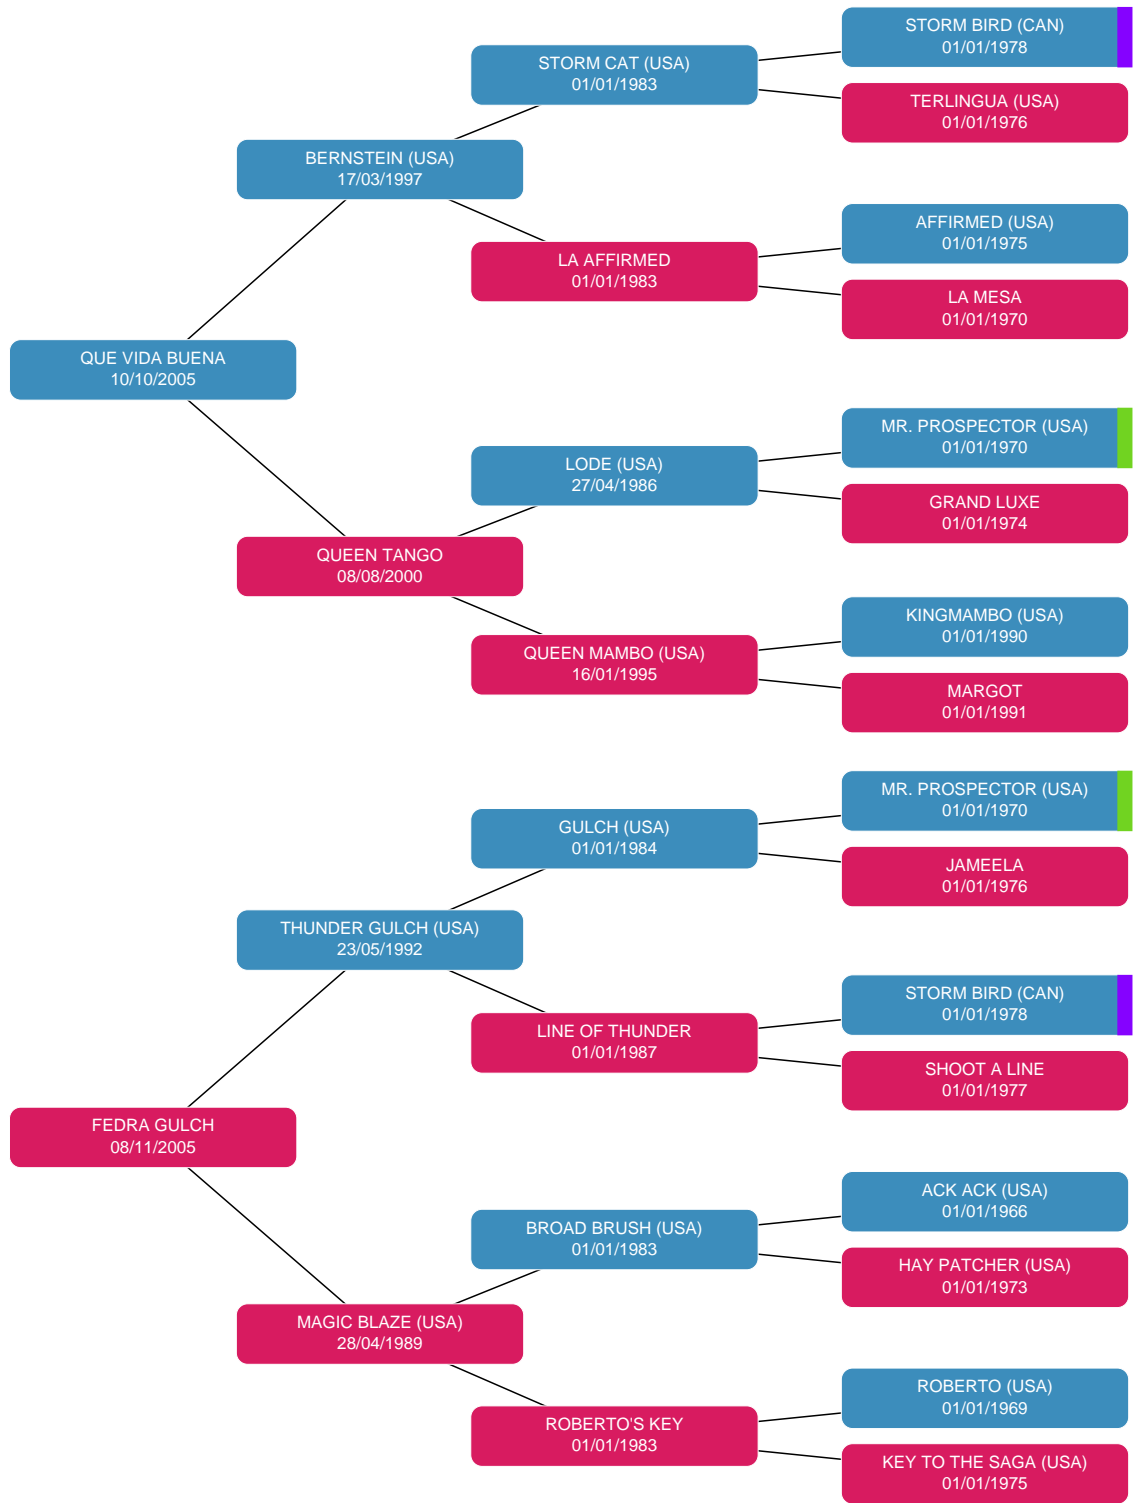 STORM BIRD (CAN)
01/01/1978
STORM CAT (USA)
01/01/1983
TERLINGUA (USA)
01/01/1976
BERNSTEIN (USA)
17/03/1997
AFFIRMED (USA)
01/01/1975
LA AFFIRMED
01/01/1983
LA MESA
01/01/1970
QUE VIDA BUENA
10/10/2005
MR. PROSPECTOR (USA)
01/01/1970
LODE (USA)
27/04/1986
GRAND LUXE
01/01/1974
QUEEN TANGO
08/08/2000
KINGMAMBO (USA)
01/01/1990
QUEEN MAMBO (USA)
16/01/1995
MARGOT
01/01/1991
MR. PROSPECTOR (USA)
01/01/1970
GULCH (USA)
01/01/1984
JAMEELA
01/01/1976
THUNDER GULCH (USA)
23/05/1992
STORM BIRD (CAN)
01/01/1978
LINE OF THUNDER
01/01/1987
SHOOT A LINE
01/01/1977
FEDRA GULCH
08/11/2005
ACK ACK (USA)
01/01/1966
BROAD BRUSH (USA)
01/01/1983
HAY PATCHER (USA)
01/01/1973
MAGIC BLAZE (USA)
28/04/1989
ROBERTO (USA)
01/01/1969
ROBERTO'S KEY
01/01/1983
KEY TO THE SAGA (USA)
01/01/1975